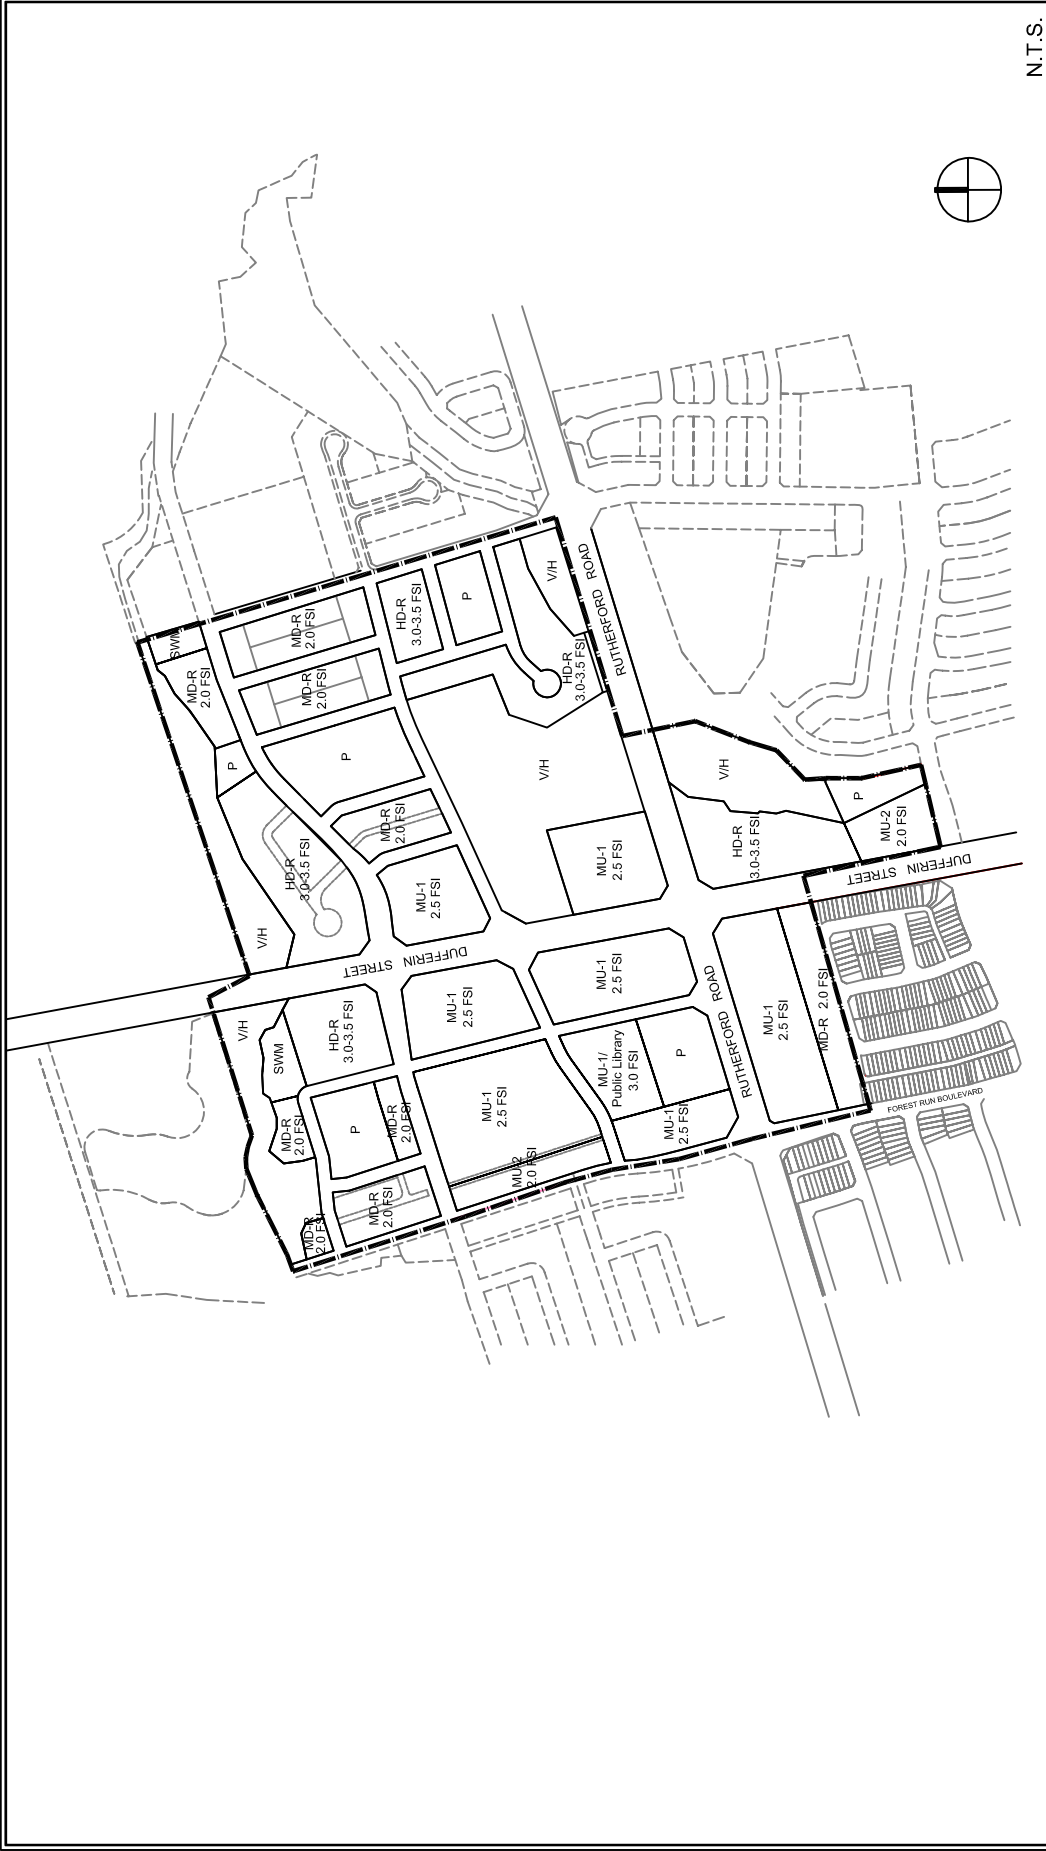 N.T.S.
SWM
MD-R
2.0 FSI
MD-R
2.0 FSI
MD-R
2.0 FSI
HD-R
3.0-3.5 FSI
P
V/H
HD-R
3.0-3.5 FSI
RUTHERFORD ROAD
P
P
MD-R
2.0 FSI
V/H
V/H
HD-R
3.0-3.5 FSI
P
MU-2
2.0 FSI
HD-R
3.0-3.5 FSI
V/H
MU-1
2.5 FSI
MU-1
2.5 FSI
DUFFERIN STREET
DUFFERIN STREET
V/H
SWM
HD-R
3.0-3.5 FSI
MU-1
2.5 FSI
MU-1
2.5 FSI
RUTHERFORD ROAD
MU-1
2.5 FSI
MD-R 2.0 FSI
MD-R
2.0 FSI
P
MD-R
2.0 FSI
MU-1
2.5 FSI
MU-1/
Public Library
3.0 FSI
P
MU-1
2.5 FSI
MD-R
2.0 FSI
MD-R
2.0 FSI
MU-2
2.0 FSI
FOREST RUN BOULEVARD